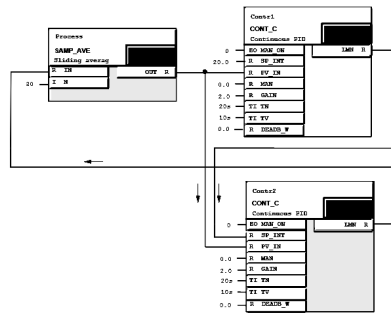 Process
SAMP_AVE
Sliding averag
R IN
OUT R
20
I N
Contr1
CONT_C
Continuous PID
0
BO MAN_ON
LMN R
20.0
R SP_INT
R PV_IN
0.0
R MAN
2.0
R GAIN
20s
TI TN
10s
TI TV
0.0
R DEADB_W
Contr2
CONT_C
Continuous PID
0
BO MAN_ON
LMN R
R SP_INT
R PV_IN
0.0
R MAN
2.0
R GAIN
20s
TI TN
10s
TI TV
0.0
R DEADB_W